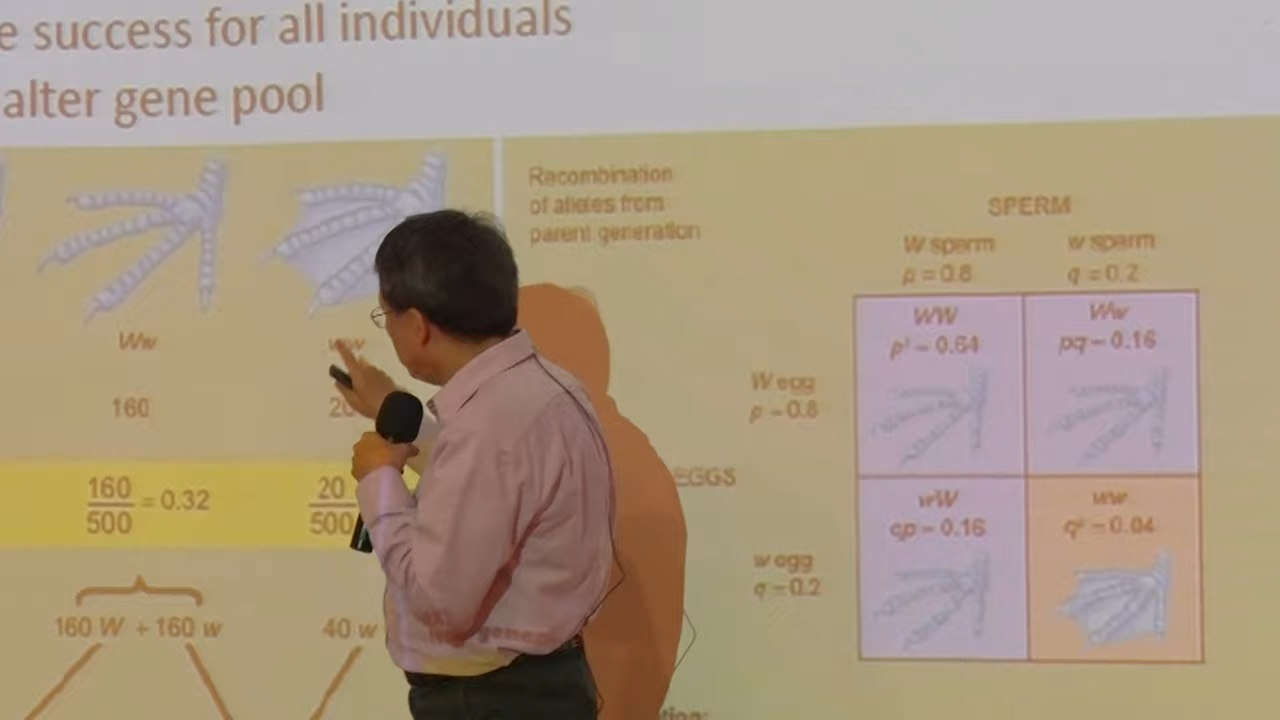 e success for all individuals
alter gene pool
Recombination
of alleles from
parent generation
SPERM
W sperm
p = 0.8
w sperm
q = 0.2
WW
p² = 0.64
Ww
pq = 0.16
W egg
p = 0.8
EGGS
wW
qp = 0.16
ww
q² = 0.04
w egg
q = 0.2
Ww
ww
160
20
160
500
= 0.32
20
500
160 W + 160 w
40 w